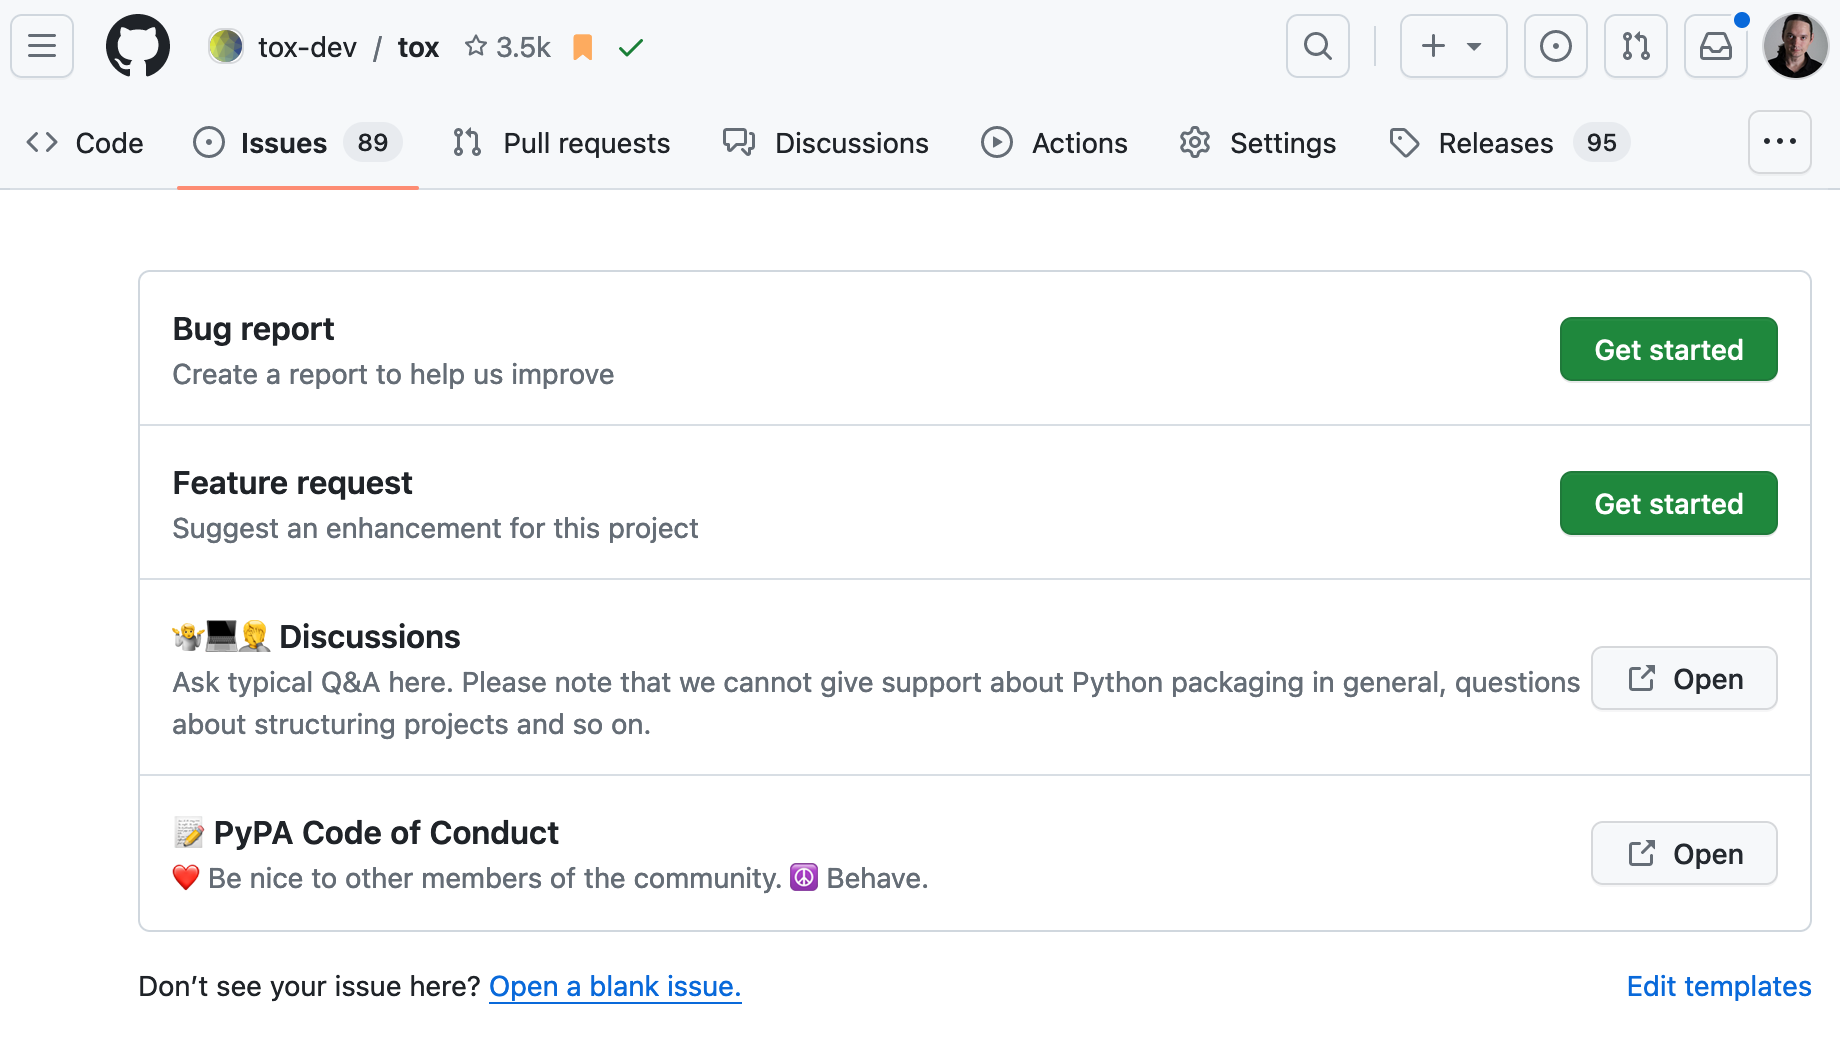 tox-dev / tox 3.5k
Code Issues 89 Pull requests Discussions Actions Settings Releases 95
Bug report
Create a report to help us improve
Get started
Feature request
Suggest an enhancement for this project
Get started
🤷💻🤦 Discussions
Ask typical Q&A here. Please note that we cannot give support about Python packaging in general, questions
about structuring projects and so on.
Open
📝 PyPA Code of Conduct
❤️ Be nice to other members of the community. ☮️ Behave.
Open
Don’t see your issue here? Open a blank issue.
Edit templates